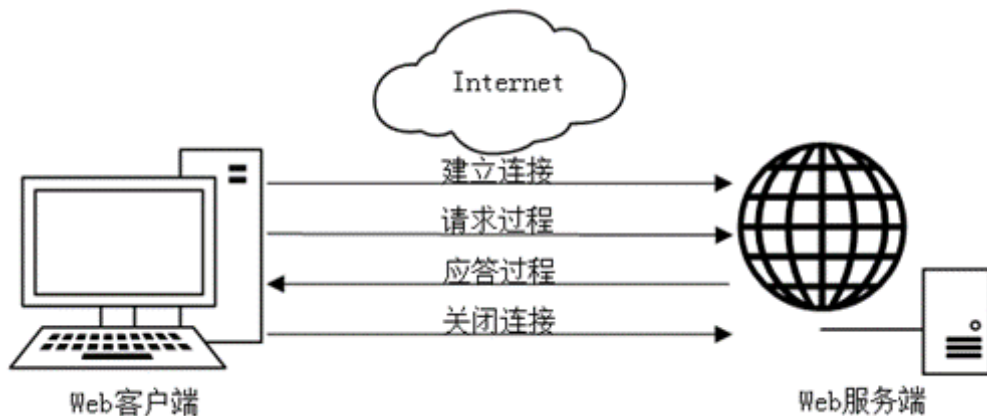 Internet
建立连接
请求过程
应答过程
关闭连接
Web客户端
Web服务端